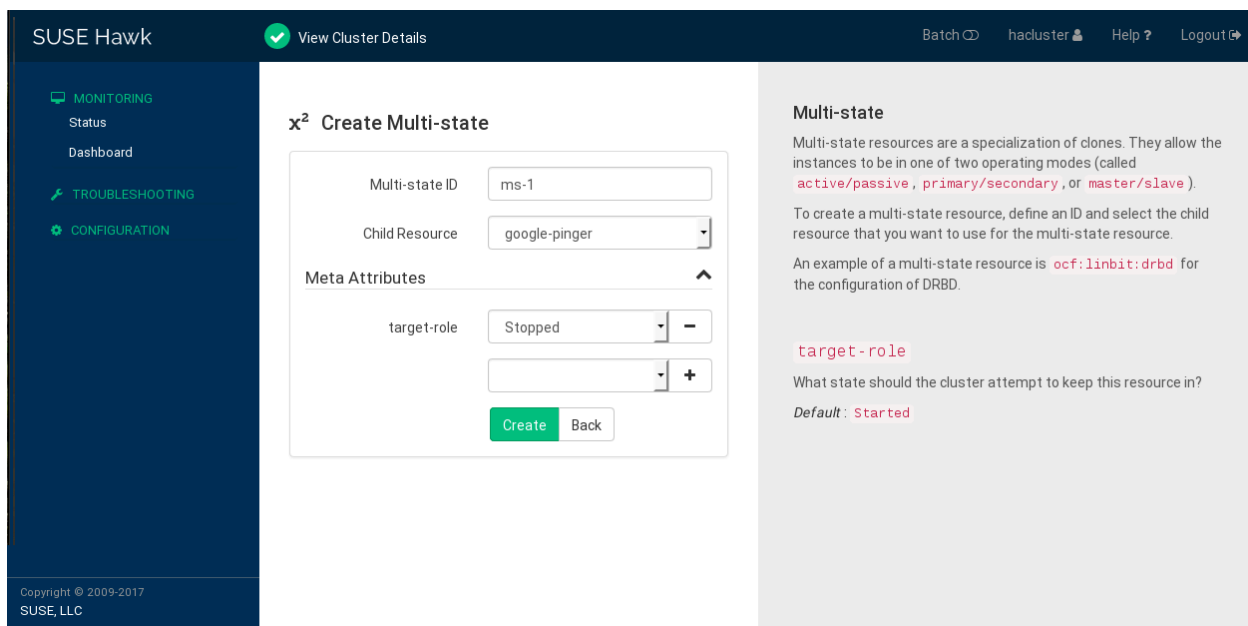 SUSE Hawk
View Cluster Details
Batch
hacluster
Help ?
Logout
MONITORING
Status
Dashboard
TROUBLESHOOTING
CONFIGURATION
Copyright © 2009-2017
SUSE, LLC
x² Create Multi-state
Multi-state ID
ms-1
Child Resource
google-pinger
Meta Attributes
target-role
Stopped
Create
Back
Multi-state
Multi-state resources are a specialization of clones. They allow the
instances to be in one of two operating modes (called
active/passive, primary/secondary, or master/slave).
To create a multi-state resource, define an ID and select the child
resource that you want to use for the multi-state resource.
An example of a multi-state resource is ocf:linbit:drbd for
the configuration of DRBD.
target-role
What state should the cluster attempt to keep this resource in?
Default: Started